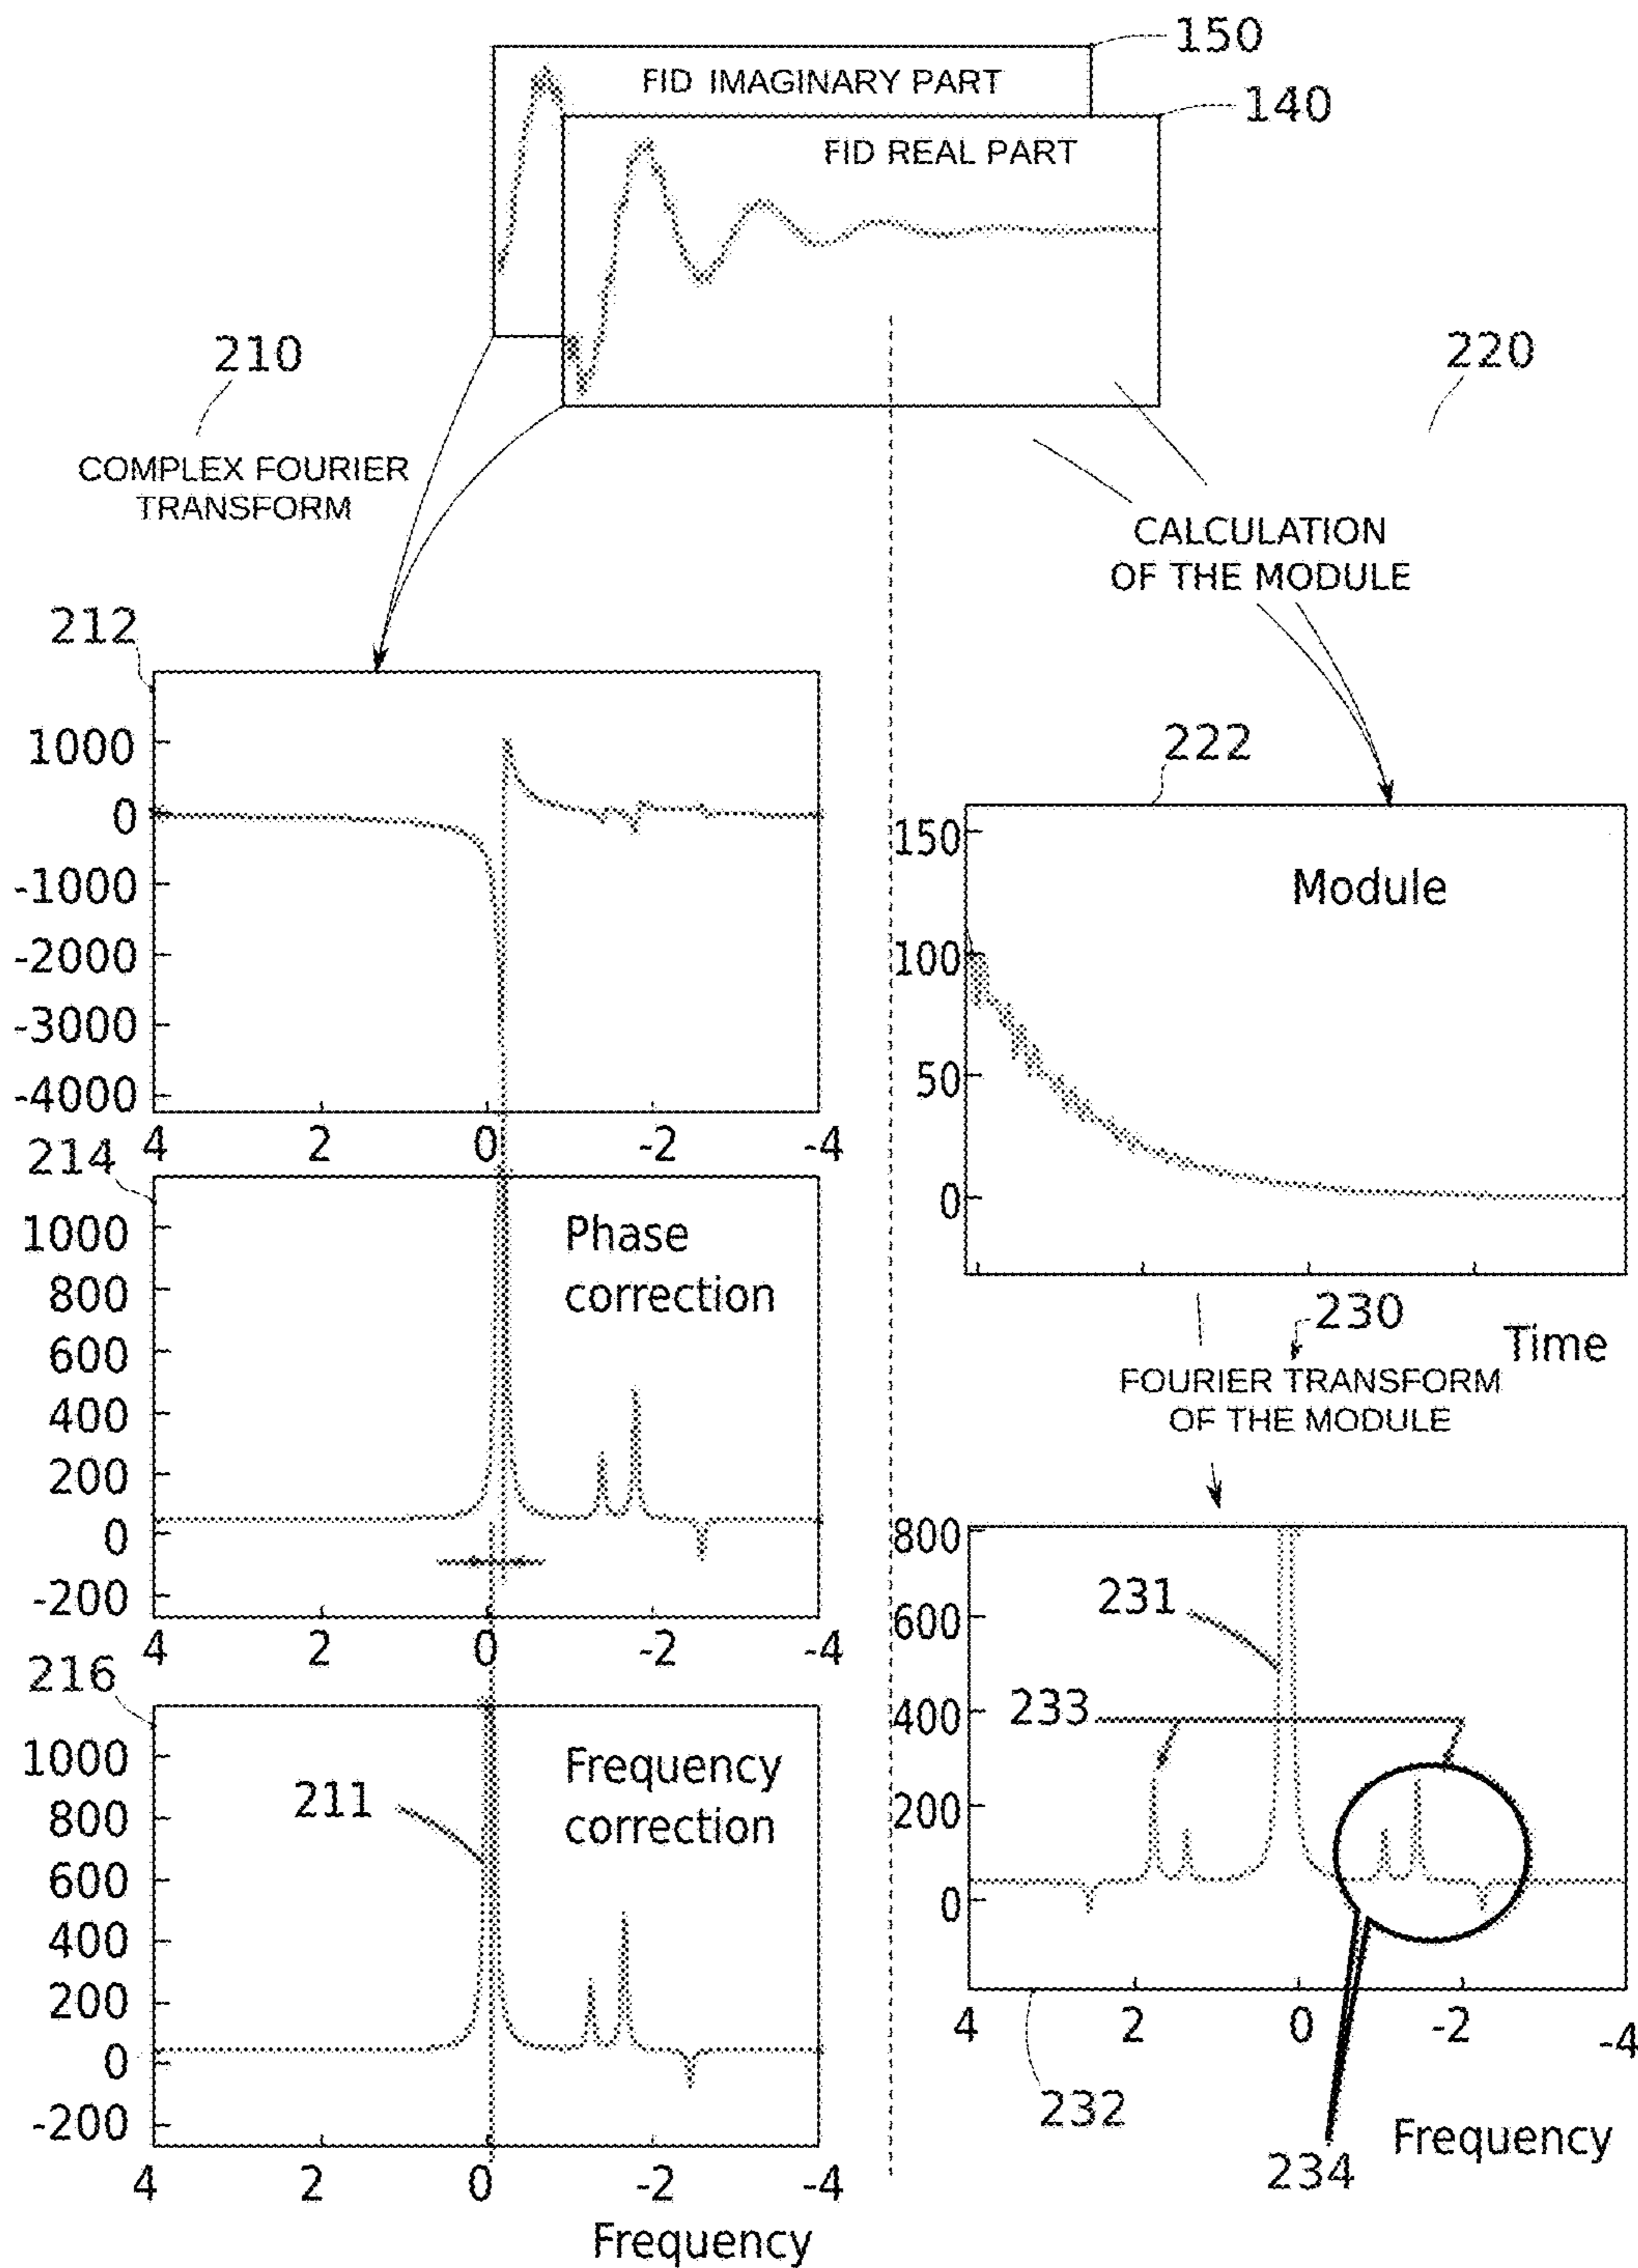 150
FID IMAGINARY PART
140
FID REAL PART
210
220
COMPLEX FOURIER
TRANSFORM
CALCULATION
OF THE MODULE
212
1000
0
-1000
-2000
-3000
-4000
4 2 0 -2 -4
214
1000
800
600
400
200
0
-200
Phase
correction
4 2 0 -2 -4
216
1000
800
600
400
200
0
-200
211
Frequency
correction
4 2 0 -2 -4
Frequency
222
150
100
50
0
Module
230
Time
FOURIER TRANSFORM
OF THE MODULE
800
600
400
200
0
231
233
4 2 0 -2 -4
232
234
Frequency